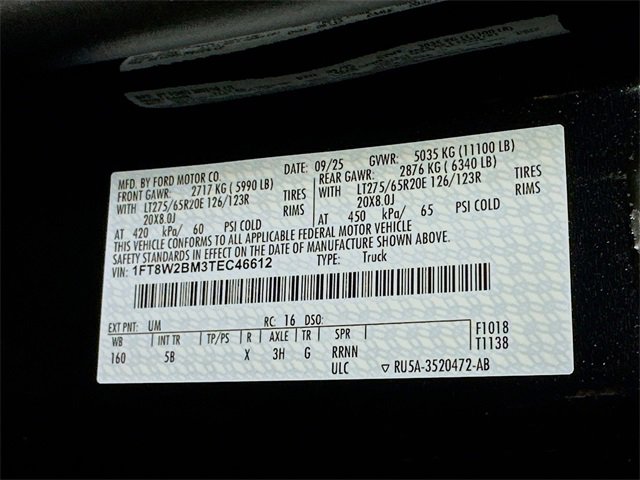 MFD. BY FORD MOTOR CO. DATE: 09/25 GVWR: 5035 KG (11100 LB)
FRONT GAWR: 2717 KG (5990 LB) REAR GAWR: 2876 KG (6340 LB)
WITH LT275/65R20E 126/123R TIRES LT275/65R20E 126/123R TIRES
20X8.0J RIMS 20X8.0J RIMS
AT 420 kPa/ 60 PSI COLD AT 450 kPa/ 65 PSI COLD
THIS VEHICLE CONFORMS TO ALL APPLICABLE FEDERAL MOTOR VEHICLE
SAFETY STANDARDS IN EFFECT ON THE DATE OF MANUFACTURE SHOWN ABOVE.
VIN: 1FT8W2BM3TEC46612 TYPE: Truck
EXT PNT: UM RC: 16 DSO: F1018
WB INT TR TP/PS R AXLE TR SPR T1138
160 5B X 3H G RRNN
ULC ▽ RU5A-3520472-AB